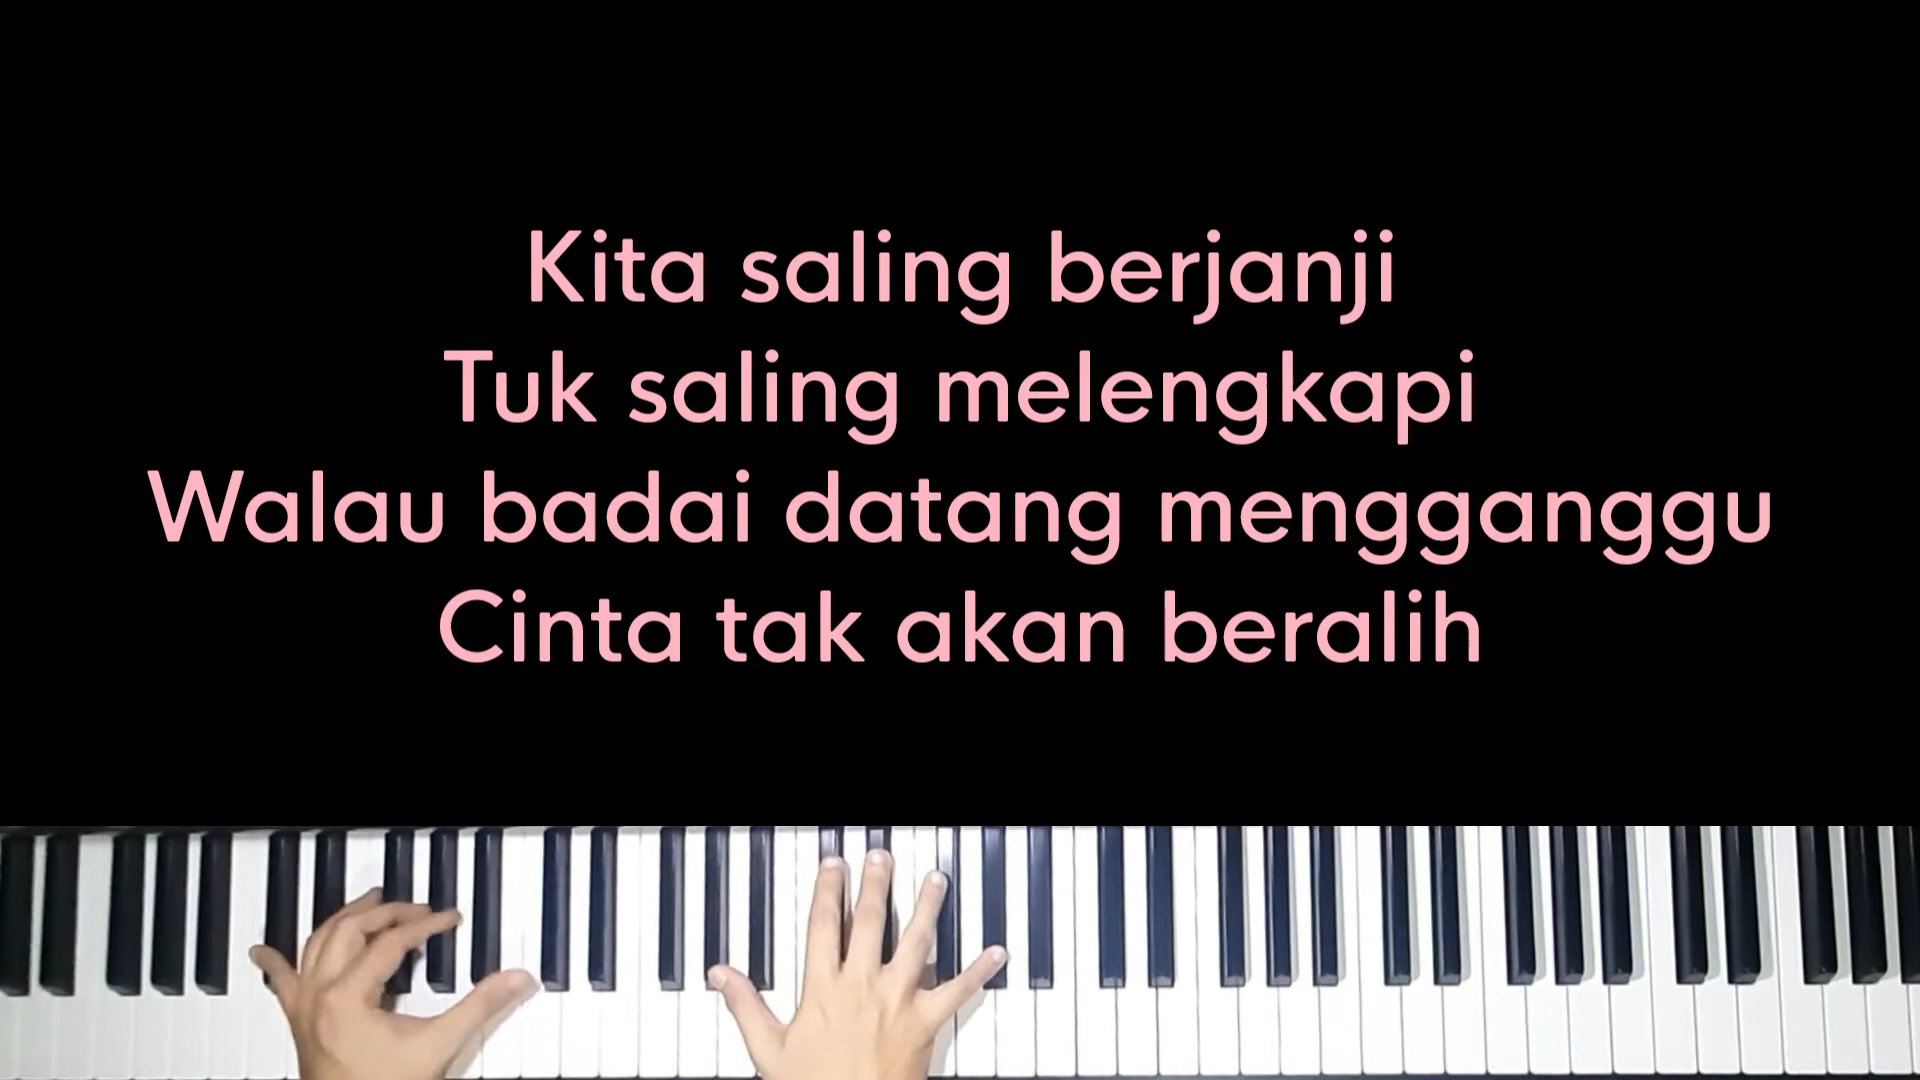 Kita saling berjanji
Tuk saling melengkapi
Walau badai datang mengganggu
Cinta tak akan beralih